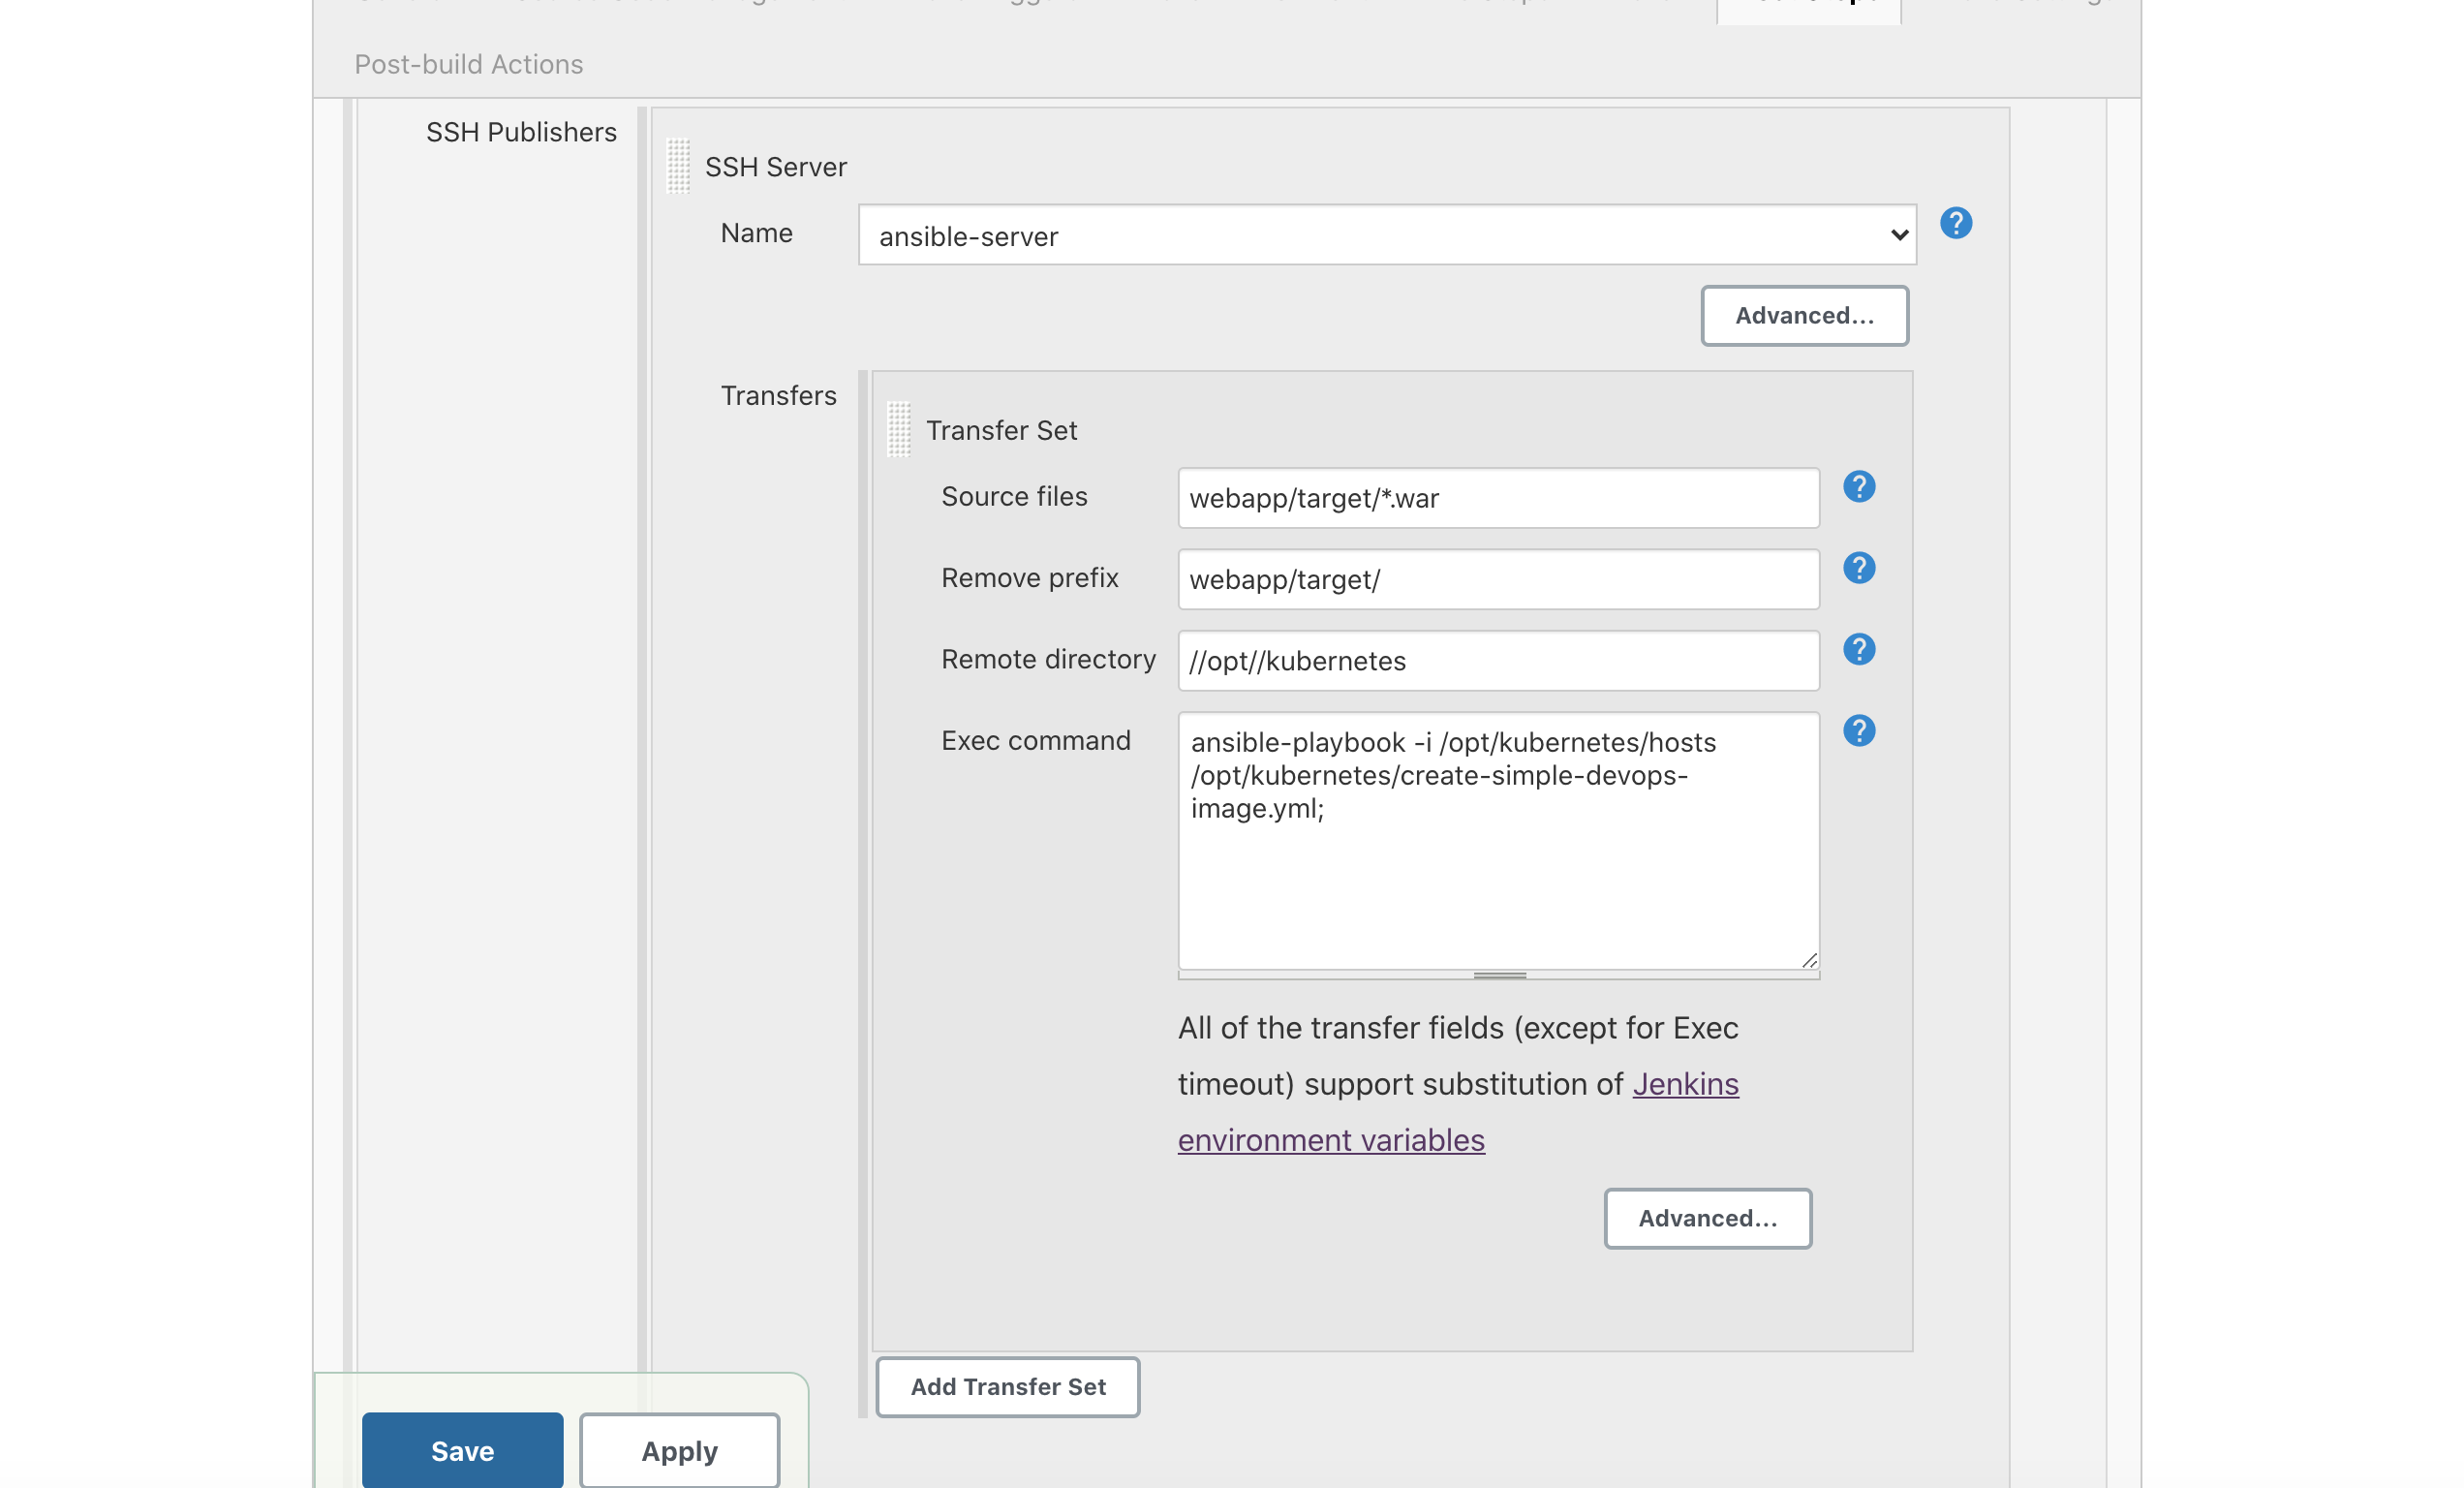 Post-build Actions
SSH Publishers
SSH Server
Name
ansible-server
Advanced...
Transfers
Transfer Set
Source files
webapp/target/*.war
Remove prefix
webapp/target/
Remote directory
//opt//kubernetes
Exec command
ansible-playbook -i /opt/kubernetes/hosts
/opt/kubernetes/create-simple-devops-
image.yml;
All of the transfer fields (except for Exec
timeout) support substitution of Jenkins
environment variables
Advanced...
Add Transfer Set
Save
Apply